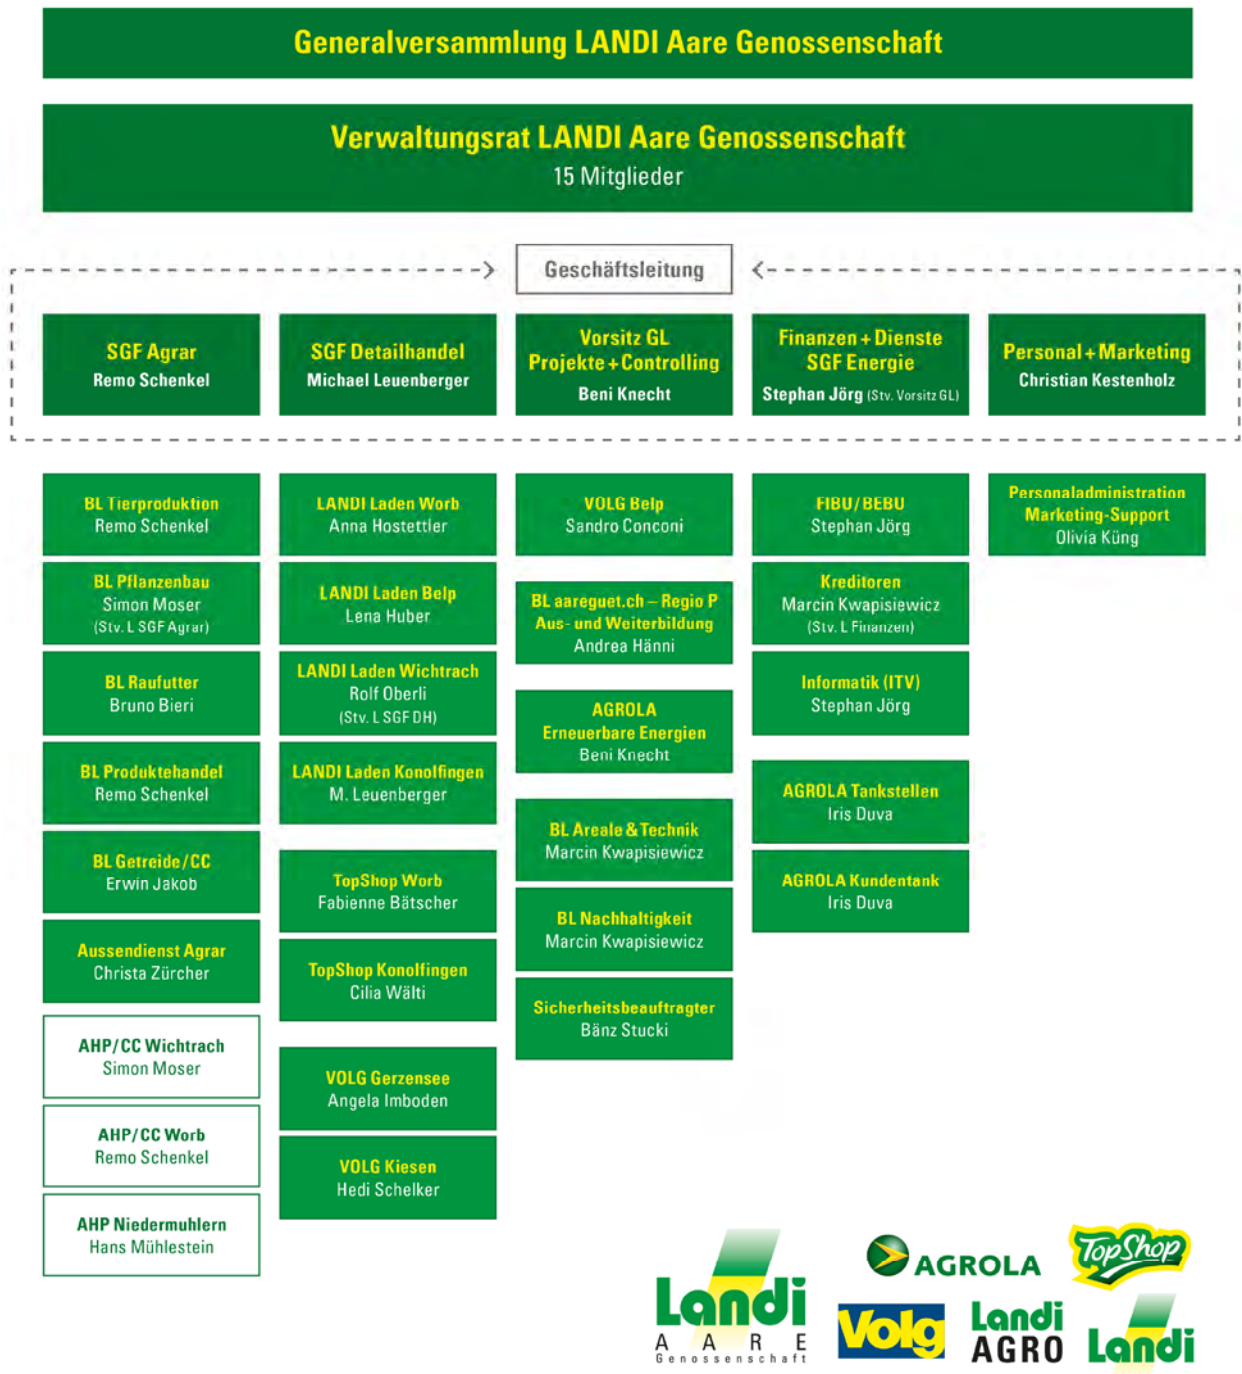 Generalversammlung LANDI Aare Genossenschaft
Verwaltungsrat LANDI Aare Genossenschaft
15 Mitglieder
Geschäftsleitung
SGF Agrar
Remo Schenkel
SGF Detailhandel
Michael Leuenberger
Vorsitz GL
Projekte + Controlling
Beni Knecht
Finanzen + Dienste
SGF Energie
Stephan Jörg (Stv. Vorsitz GL)
Personal + Marketing
Christian Kestenholz
BL Tierproduktion
Remo Schenkel
BL Pflanzenbau
Simon Moser
(Stv. L SGF Agrar)
BL Raufutter
Bruno Bieri
BL Produktehandel
Remo Schenkel
BL Getreide/CC
Erwin Jakob
Aussendienst Agrar
Christa Zürcher
AHP/CC Wichtrach
Simon Moser
AHP/CC Worb
Remo Schenkel
AHP Niedermuhlern
Hans Mühlestein
LANDI Laden Worb
Anna Hostettler
LANDI Laden Belp
Lena Huber
LANDI Laden Wichtrach
Rolf Oberli
(Stv. L SGF DH)
LANDI Laden Konolfingen
M. Leuenberger
TopShop Worb
Fabienne Bätscher
TopShop Konolfingen
Cilia Wälti
VOLG Gerzensee
Angela Imboden
VOLG Kiesen
Hedi Schelker
VOLG Belp
Sandro Conconi
BL aareguet.ch – Regio P
Aus- und Weiterbildung
Andrea Hänni
AGROLA
Erneuerbare Energien
Beni Knecht
BL Areale & Technik
Marcin Kwapisiewicz
BL Nachhaltigkeit
Marcin Kwapisiewicz
Sicherheitsbeauftragter
Bänz Stucki
FIBU/BEBU
Stephan Jörg
Kreditoren
Marcin Kwapisiewicz
(Stv. L Finanzen)
Informatik (ITV)
Stephan Jörg
AGROLA Tankstellen
Iris Duva
AGROLA Kundentank
Iris Duva
Personaladministration
Marketing-Support
Olivia Küng
Landi
AARE
Genossenschaft
AGROLA
TopShop
Volg
Landi
AGRO
Landi